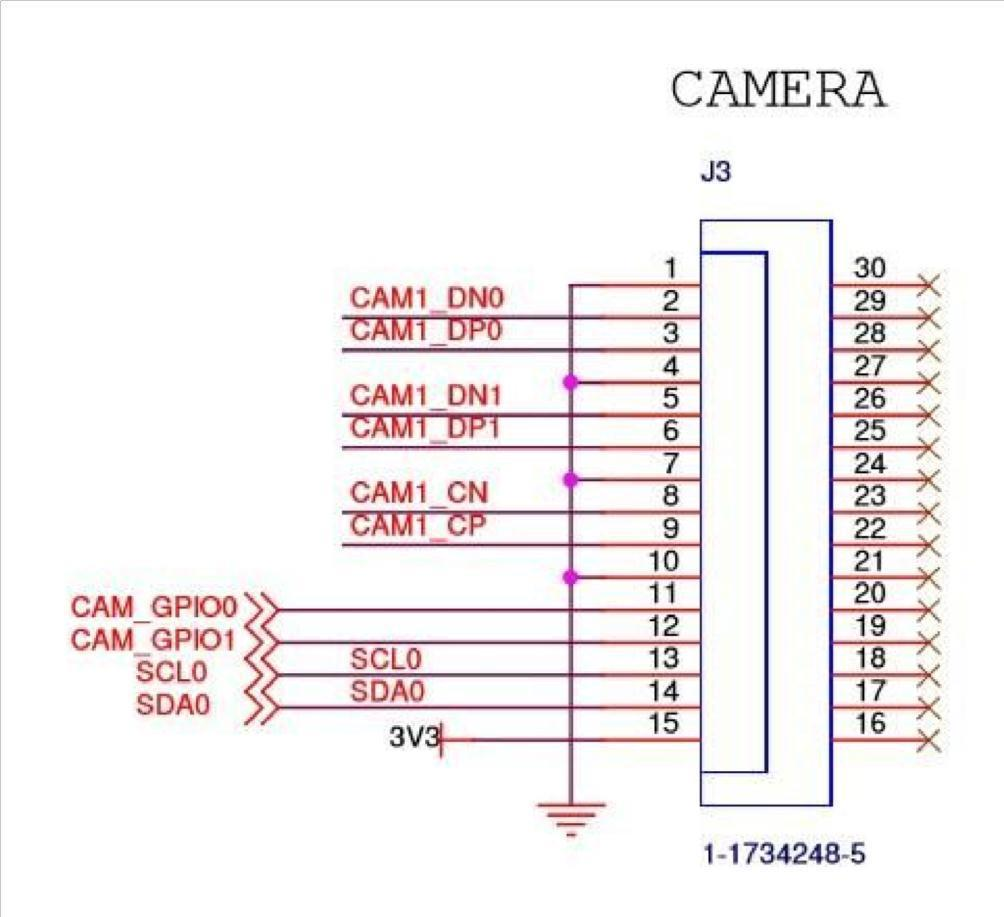 CAMERA
J3
1 30
CAM1_DN0 2 29
CAM1_DP0 3 28
4 27
CAM1_DN1 5 26
CAM1_DP1 6 25
7 24
CAM1_CN 8 23
CAM1_CP 9 22
10 21
CAM_GPIO0 11 20
CAM_GPIO1 12 19
SCL0 SCL0 13 18
SDA0 SDA0 14 17
3V3 15 16
1-1734248-5